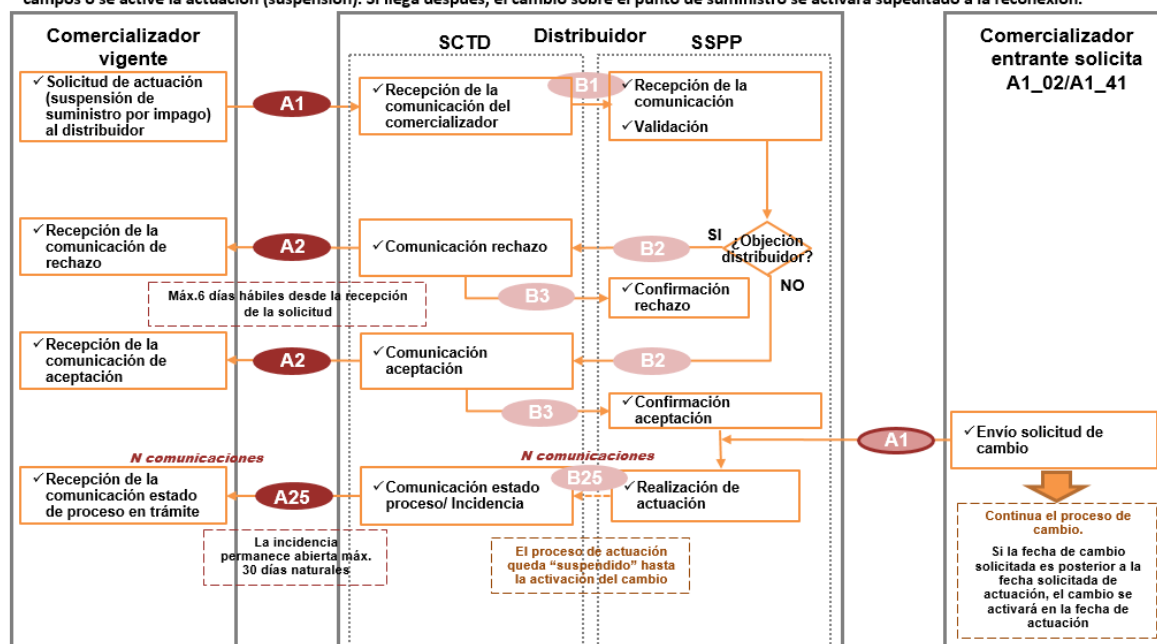 campos o se active la actuación (suspensión). Si llega después, el cambio sobre el punto de suministro se activará supeditado a la reconexión.
Comercializador
vigente
SCTD
Distribuidor
SSPP
Comercializador
entrante solicita
A1_02/A1_41
✓ Solicitud de actuación
(suspensión de
suministro por impago)
al distribuidor
A1
✓ Recepción de la
comunicación del
comercializador
B1
✓ Recepción de la
comunicación
✓ Validación
✓ Recepción de la
comunicación de
rechazo
A2
✓ Comunicación rechazo
B2
SI
¿Objeción
distribuidor?
NO
Máx.6 días hábiles desde la recepción
de la solicitud
B3
✓ Confirmación
rechazo
✓ Recepción de la
comunicación de
aceptación
A2
✓ Comunicación
aceptación
B2
B3
✓ Confirmación
aceptación
A1
✓ Envío solicitud de
cambio
N comunicaciones
N comunicaciones
✓ Recepción de la
comunicación estado
de proceso en trámite
A25
✓ Comunicación estado
proceso/ Incidencia
B25
✓ Realización de
actuación
La incidencia
permanece abierta máx.
30 días naturales
El proceso de actuación
queda “suspendido” hasta
la activación del cambio
Continua el proceso de
cambio.
Si la fecha de cambio
solicitada es posterior a la
fecha solicitada de
actuación, el cambio se
activará en la fecha de
actuación